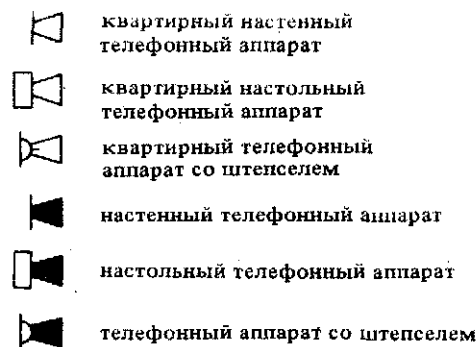 квартирный настенный
телефонный аппарат
квартирный настольный
телефонный аппарат
квартирный телефонный
аппарат со штепселем
настенный телефонный аппарат
настольный телефонный аппарат
телефонный аппарат со штепселем